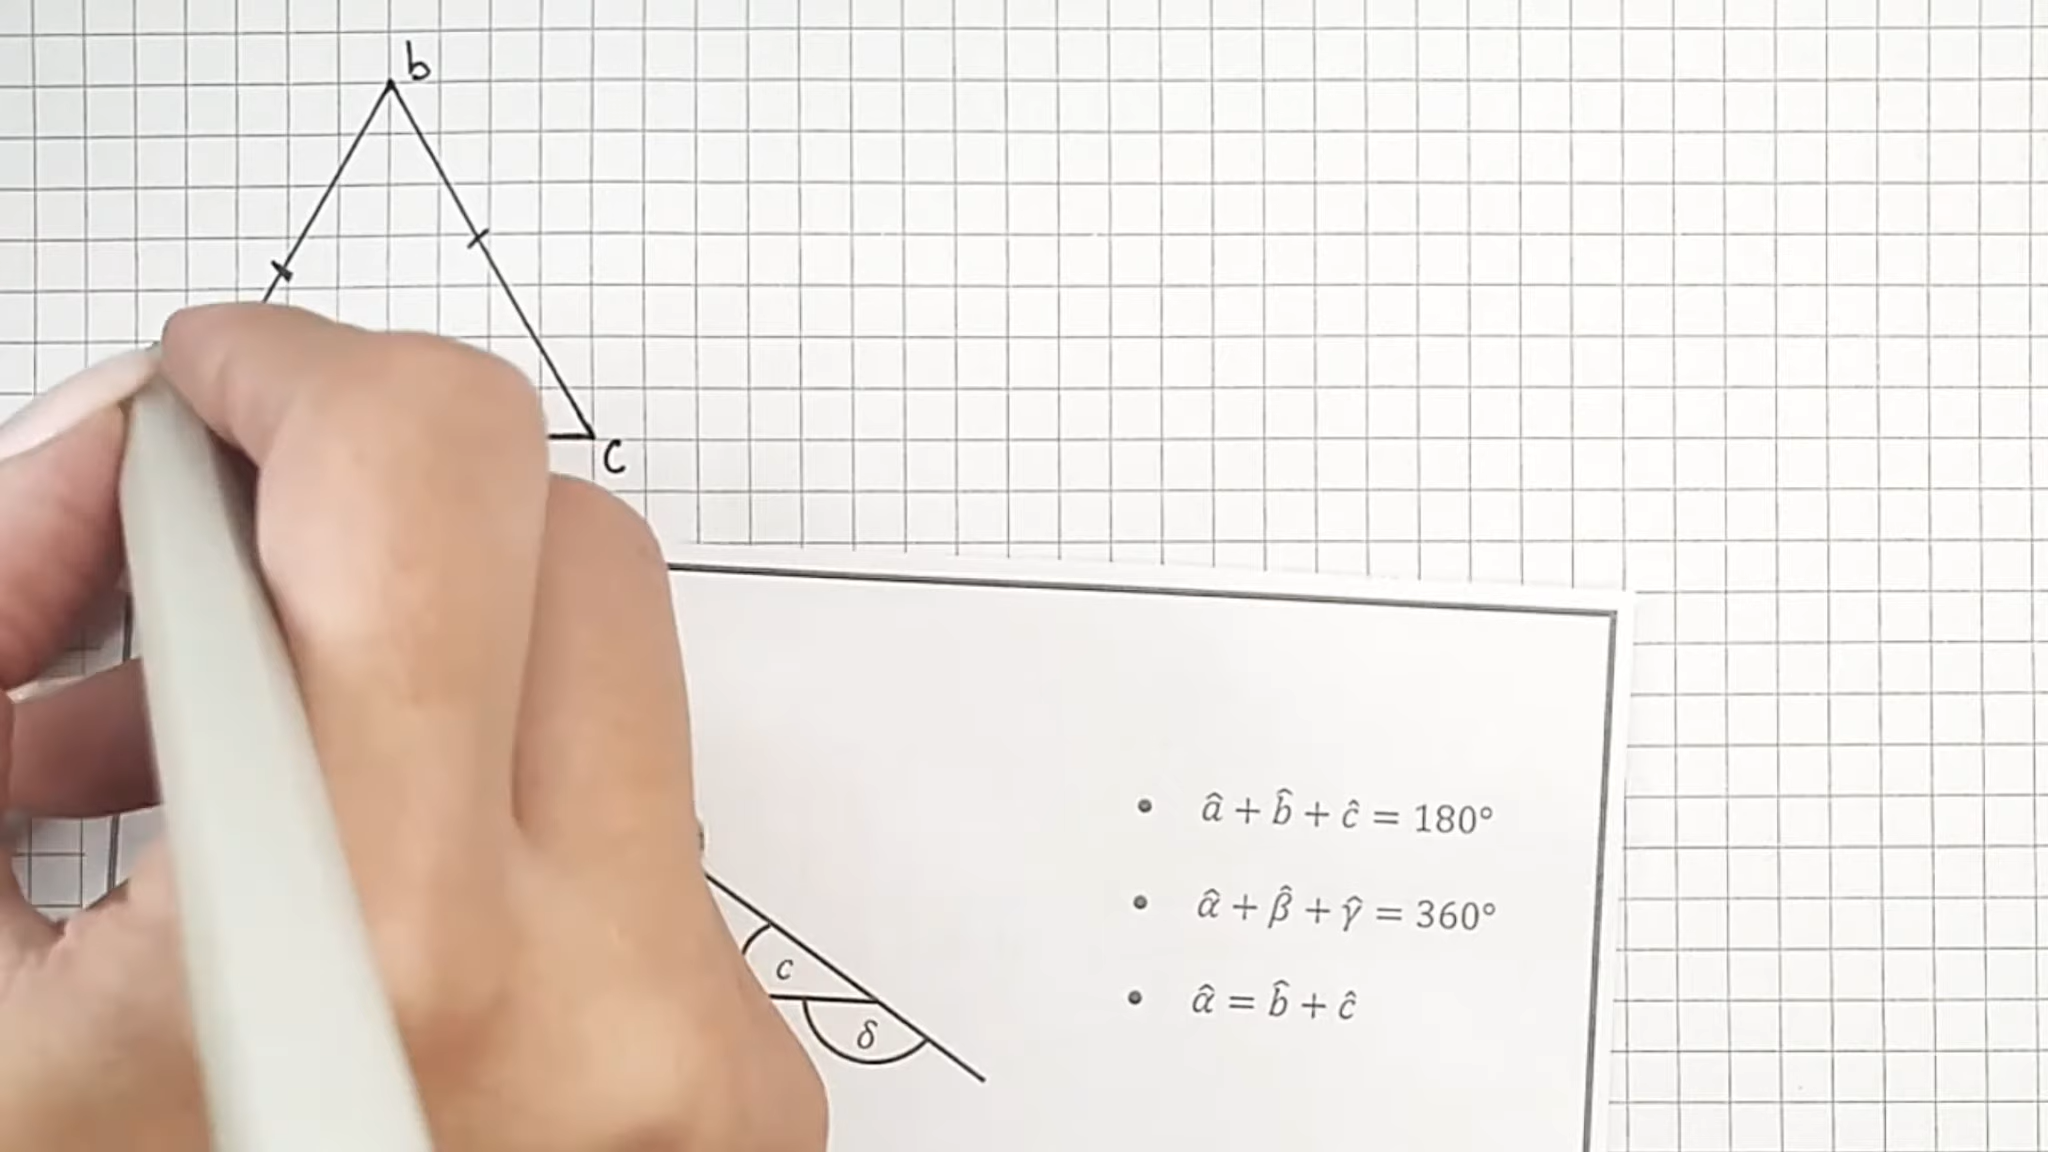 b
c
• â + b̂ + ĉ = 180°
• α̂ + β̂ + γ̂ = 360°
• α̂ = b̂ + ĉ
c
δ